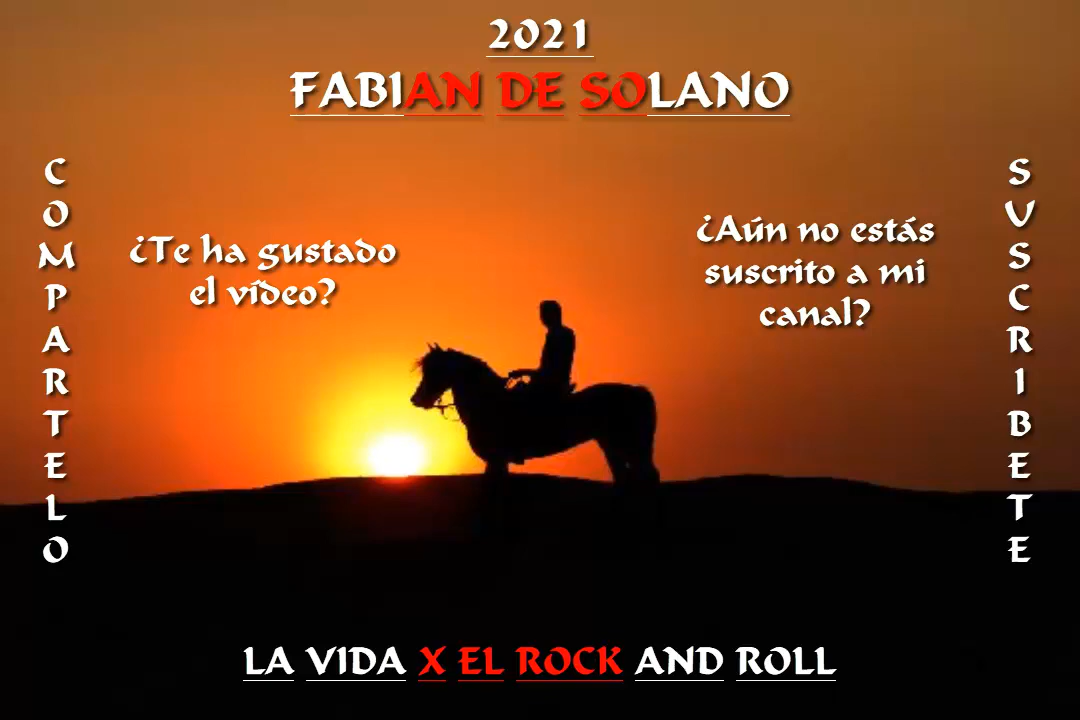 2021
FABIAN DE SOLANO
COMPARTELO
¿Te ha gustado
el vídeo?
¿Aún no estás
suscrito a mi
canal?
SUSCRIBETE
LA VIDA X EL ROCK AND ROLL